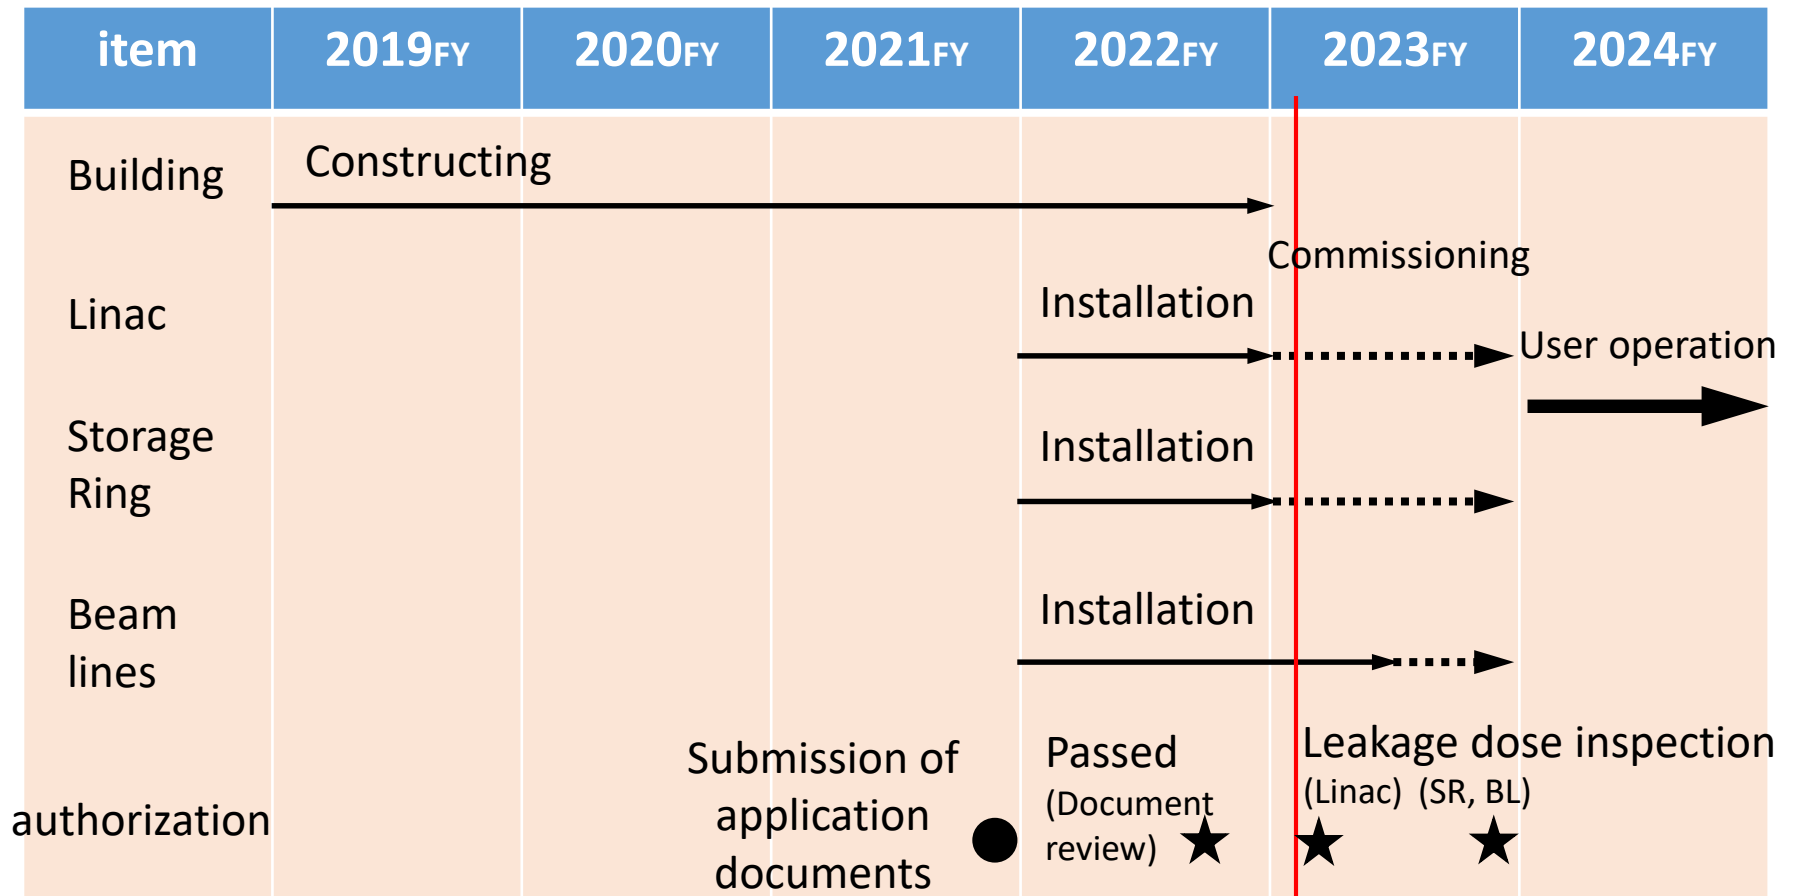 item 2019FY 2020FY 2021FY 2022FY 2023FY 2024FY
Building
Constructing
Commissioning
Linac
Installation
User operation
Storage
Ring
Installation
Beam
lines
Installation
authorization
Submission of
application
documents
Passed
(Document
review)
Leakage dose inspection
(Linac) (SR, BL)